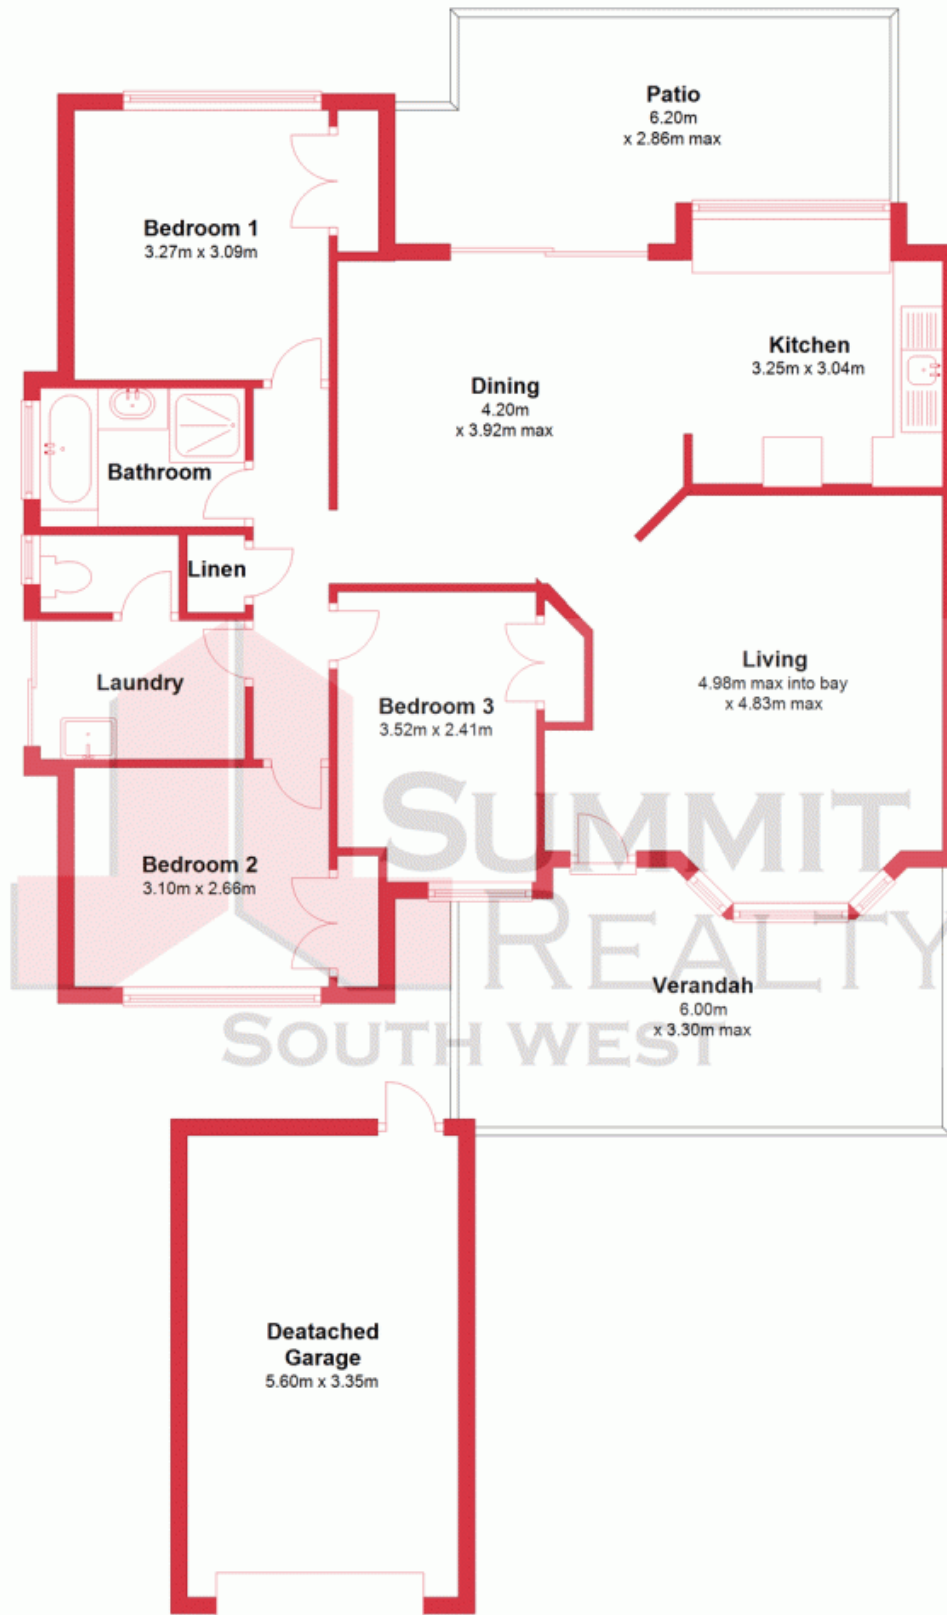 Patio
6.20m
x 2.86m max
Bedroom 1
3.27m x 3.09m
Kitchen
3.25m x 3.04m
Dining
4.20m
x 3.92m max
Bathroom
Linen
Living
4.98m max into bay
x 4.83m max
Laundry
Bedroom 3
3.52m x 2.41m
Bedroom 2
3.10m x 2.66m
SUMMIT
REALTY
SOUTH WEST
Verandah
6.00m
x 3.30m max
Deatached
Garage
5.60m x 3.35m